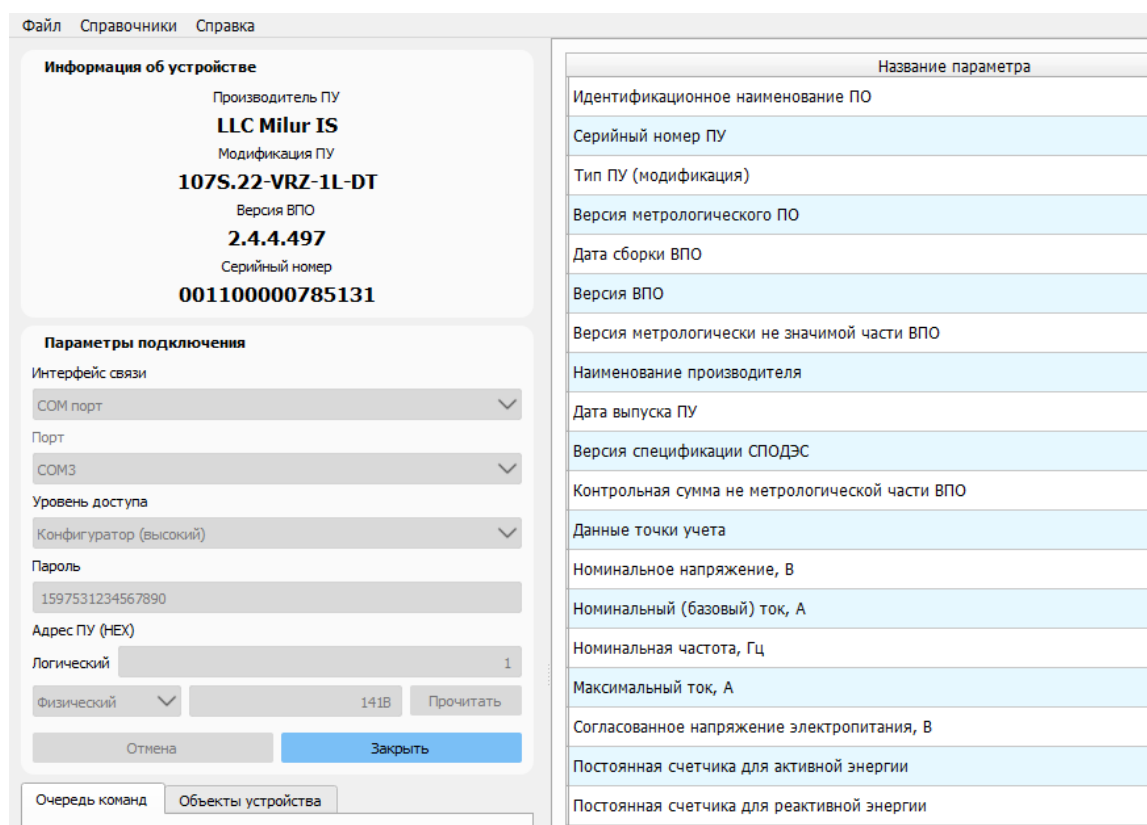 Файл Справочники Справка
Информация об устройстве
Производитель ПУ
LLC Milur IS
Модификация ПУ
107S.22-VRZ-1L-DT
Версия ВПО
2.4.4.497
Серийный номер
001100000785131
Параметры подключения
Интерфейс связи
COM порт
Порт
COM3
Уровень доступа
Конфигуратор (высокий)
Пароль
1597531234567890
Адрес ПУ (HEX)
Логический 1
Физический 141B Прочитать
Отмена Закрыть
Очередь команд Объекты устройства
Название параметра
Идентификационное наименование ПО
Серийный номер ПУ
Тип ПУ (модификация)
Версия метрологического ПО
Дата сборки ВПО
Версия ВПО
Версия метрологически не значимой части ВПО
Наименование производителя
Дата выпуска ПУ
Версия спецификации СПОДЭС
Контрольная сумма не метрологической части ВПО
Данные точки учета
Номинальное напряжение, В
Номинальный (базовый) ток, А
Номинальная частота, Гц
Максимальный ток, А
Согласованное напряжение электропитания, В
Постоянная счетчика для активной энергии
Постоянная счетчика для реактивной энергии